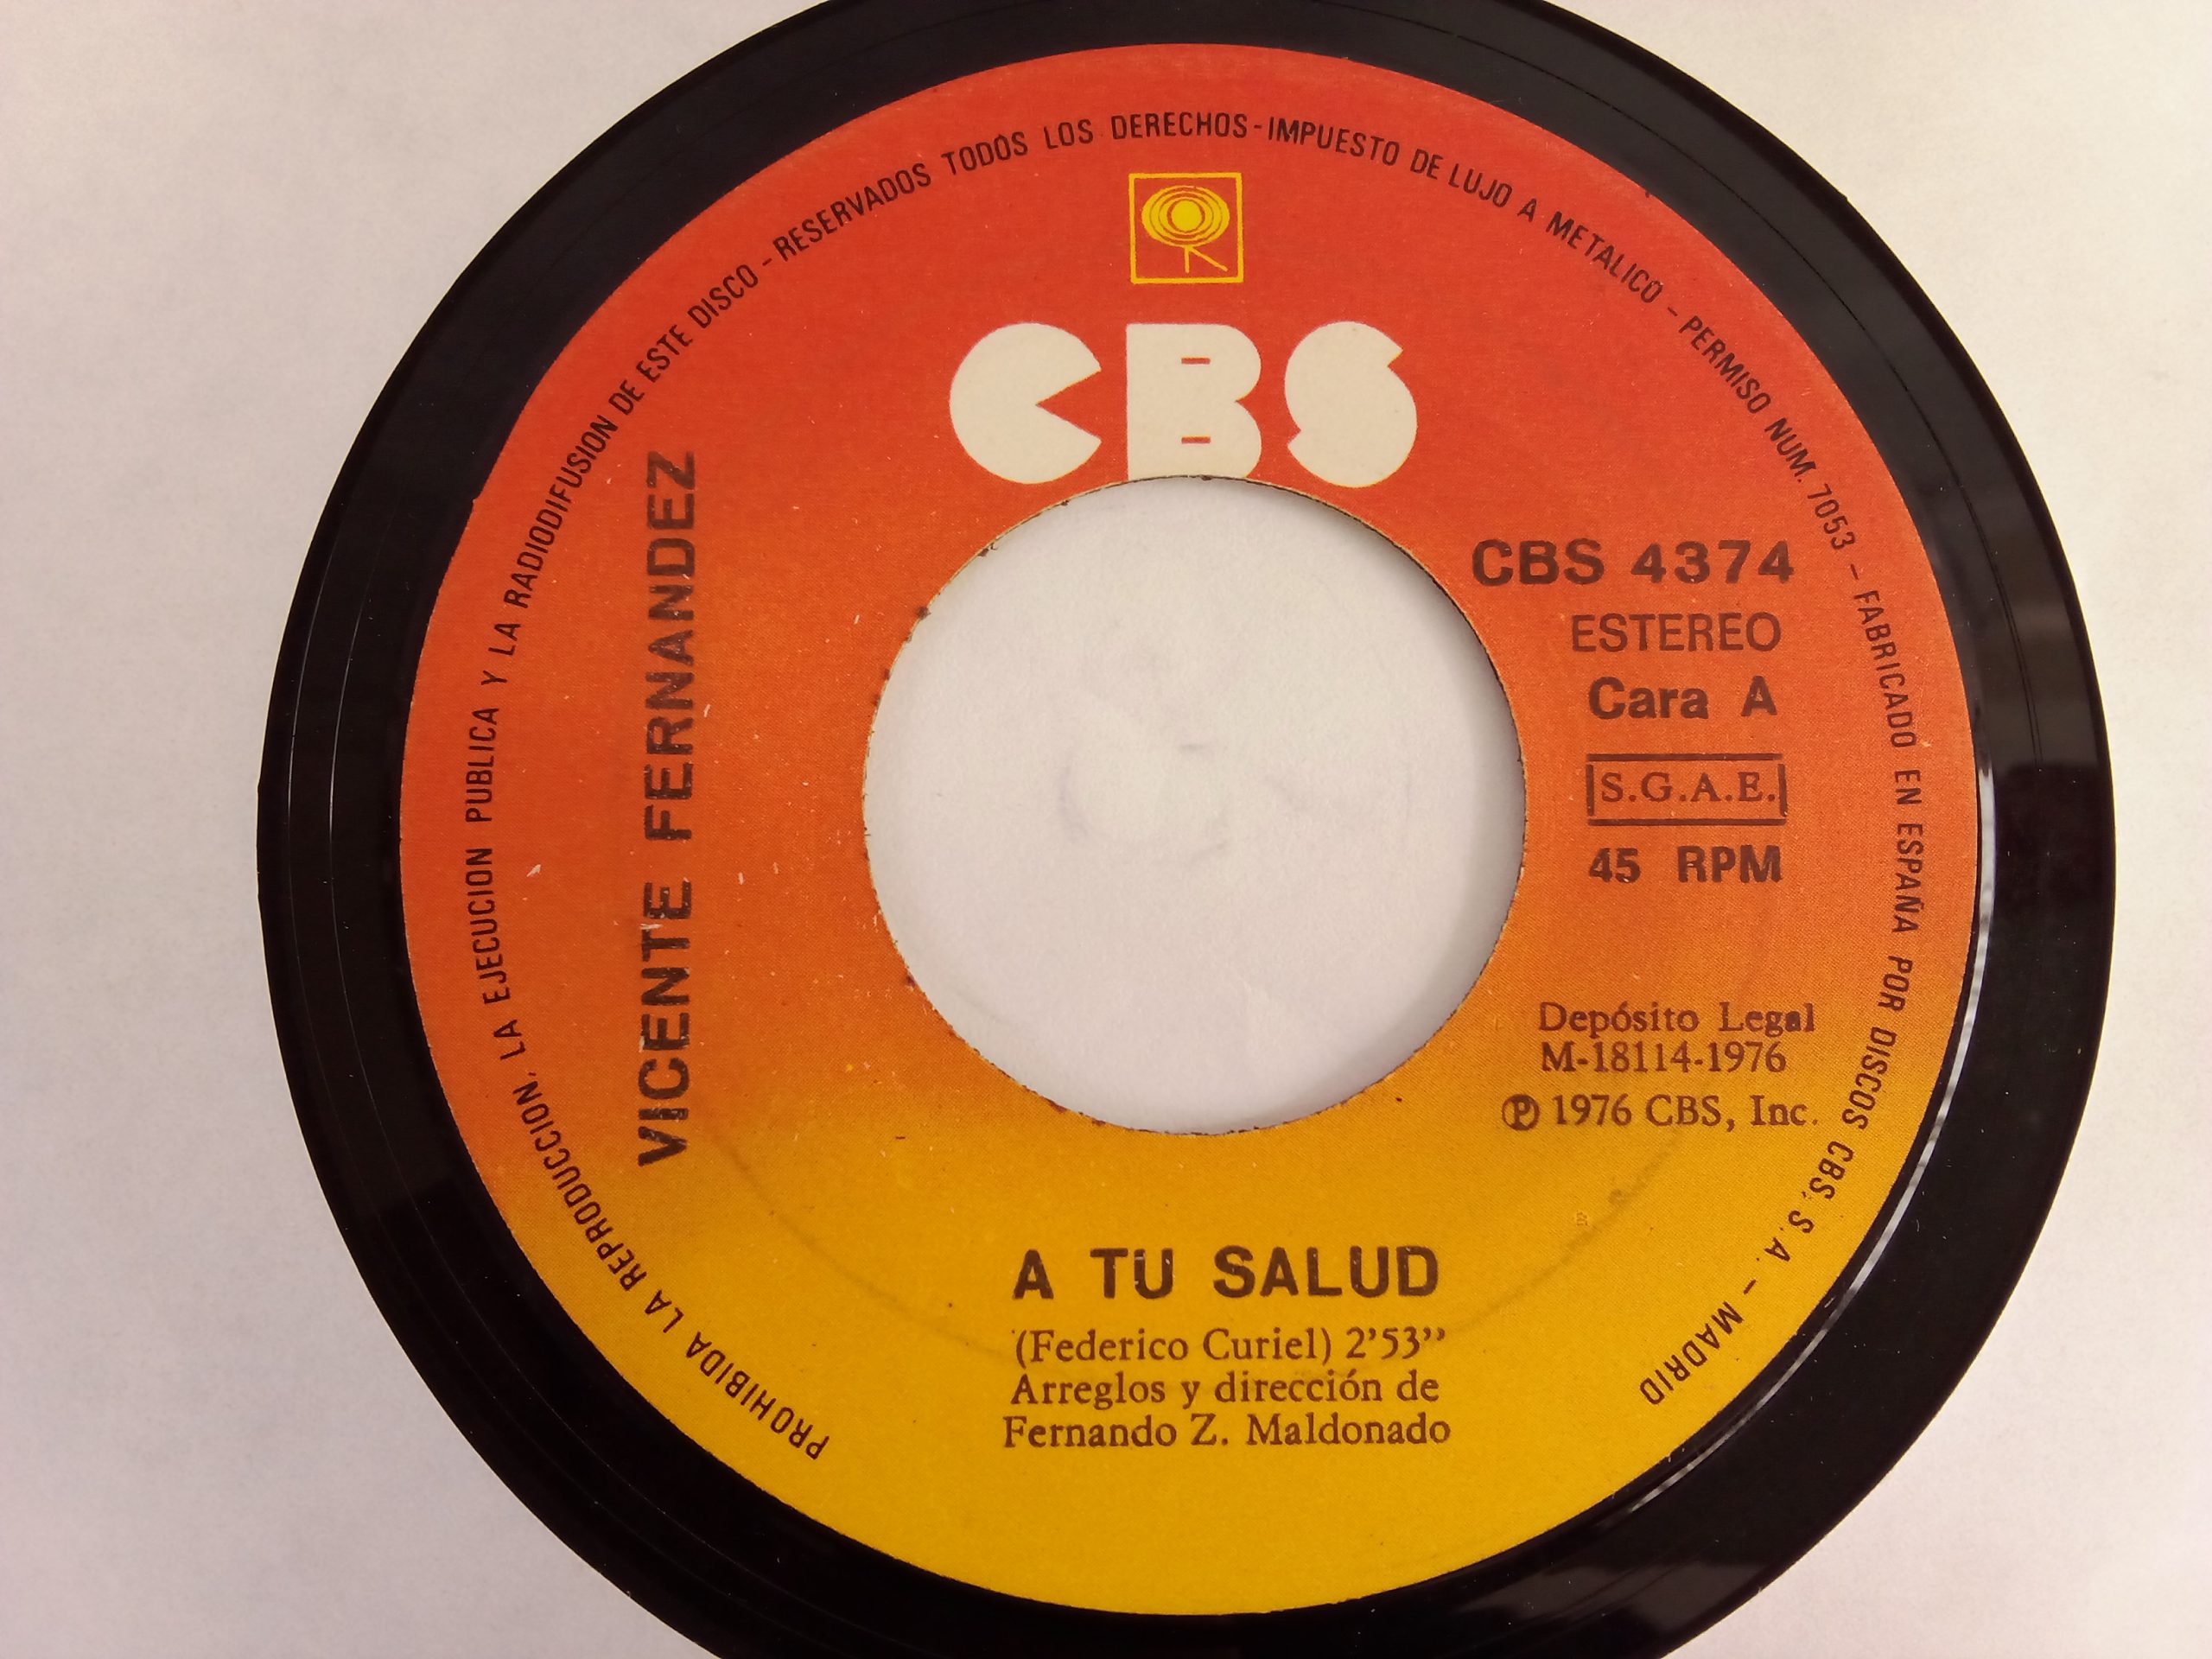 PROHIBIDA LA REPRODUCCION, LA EJECUCION PUBLICA Y LA RADIODIFUSION DE ESTE DISCO - RESERVADOS TODOS LOS DERECHOS - IMPUESTO DE LUJO A METALICO - PERMISO NUM. 7053 - FABRICADO EN ESPAÑA POR DISCOS CBS, S.A. - MADRID
CBS
VICENTE FERNANDEZ
CBS 4374
ESTEREO
Cara A
S.G.A.E.
45 RPM
Depósito Legal
M-18114-1976
Ⓟ 1976 CBS, Inc.
A TU SALUD
(Federico Curiel) 2'53''
Arreglos y dirección de
Fernando Z. Maldonado